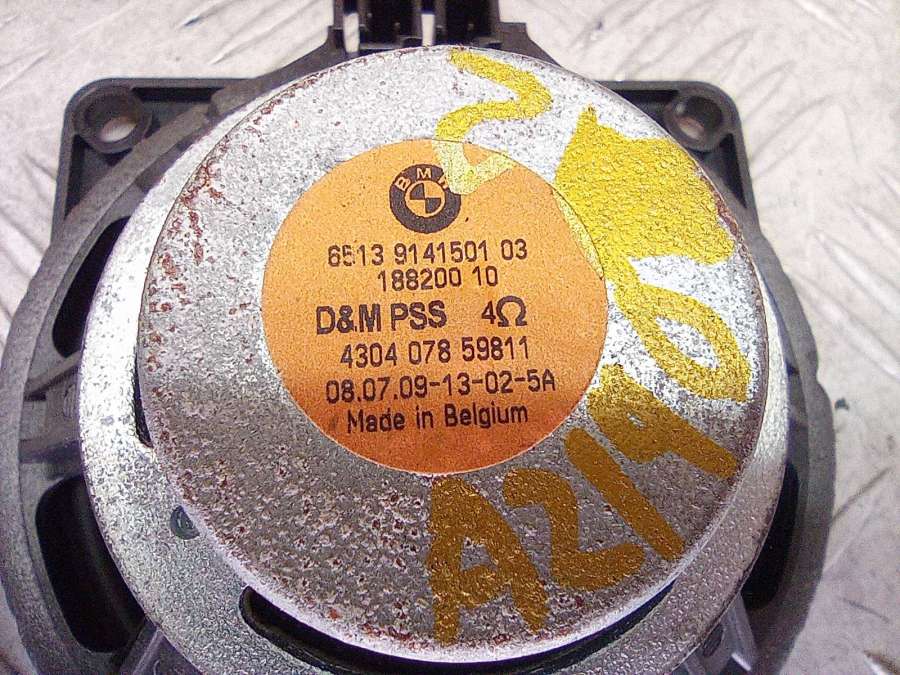 BMW
6513 9141501 03
188200 10
D&M PSS 4Ω
4304 078 59811
08.07.09-13-02-5A
Made in Belgium
A2190